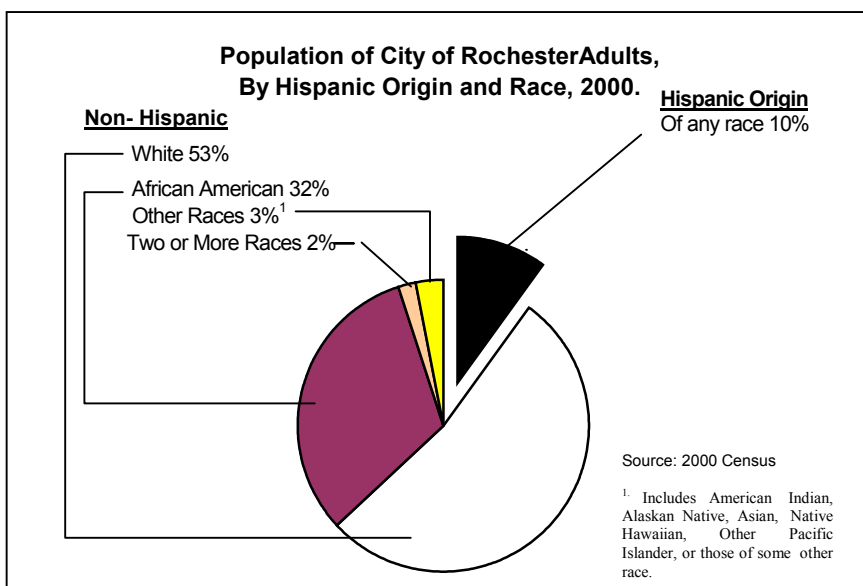 Population of City of RochesterAdults,
By Hispanic Origin and Race, 2000.
Non- Hispanic
White 53%
African American 32%
Other Races 3%1
Two or More Races 2%
Hispanic Origin
Of any race 10%
Source: 2000 Census
1. Includes American Indian,
Alaskan Native, Asian, Native
Hawaiian, Other Pacific
Islander, or those of some other
race.